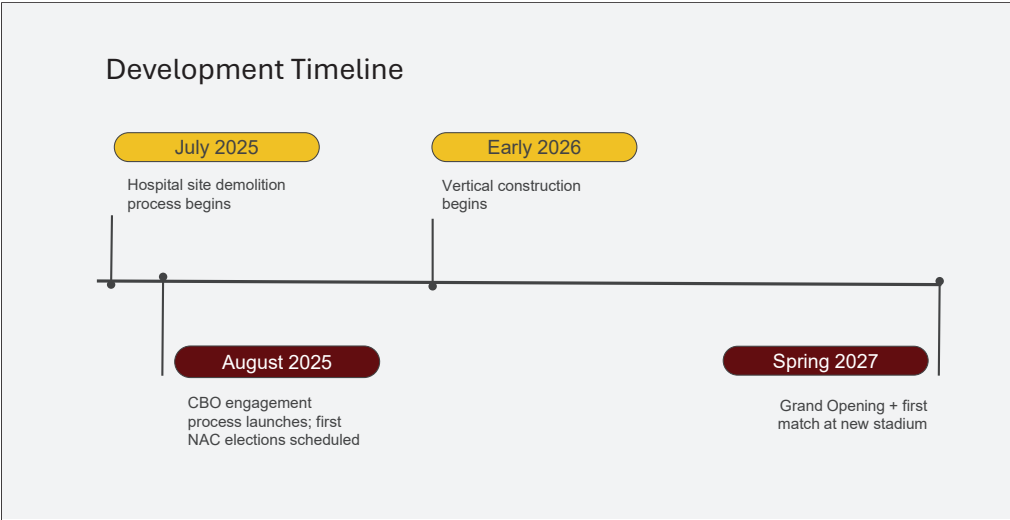 Development Timeline
July 2025
Hospital site demolition
process begins
Early 2026
Vertical construction
begins
August 2025
CBO engagement
process launches; first
NAC elections scheduled
Spring 2027
Grand Opening + first
match at new stadium